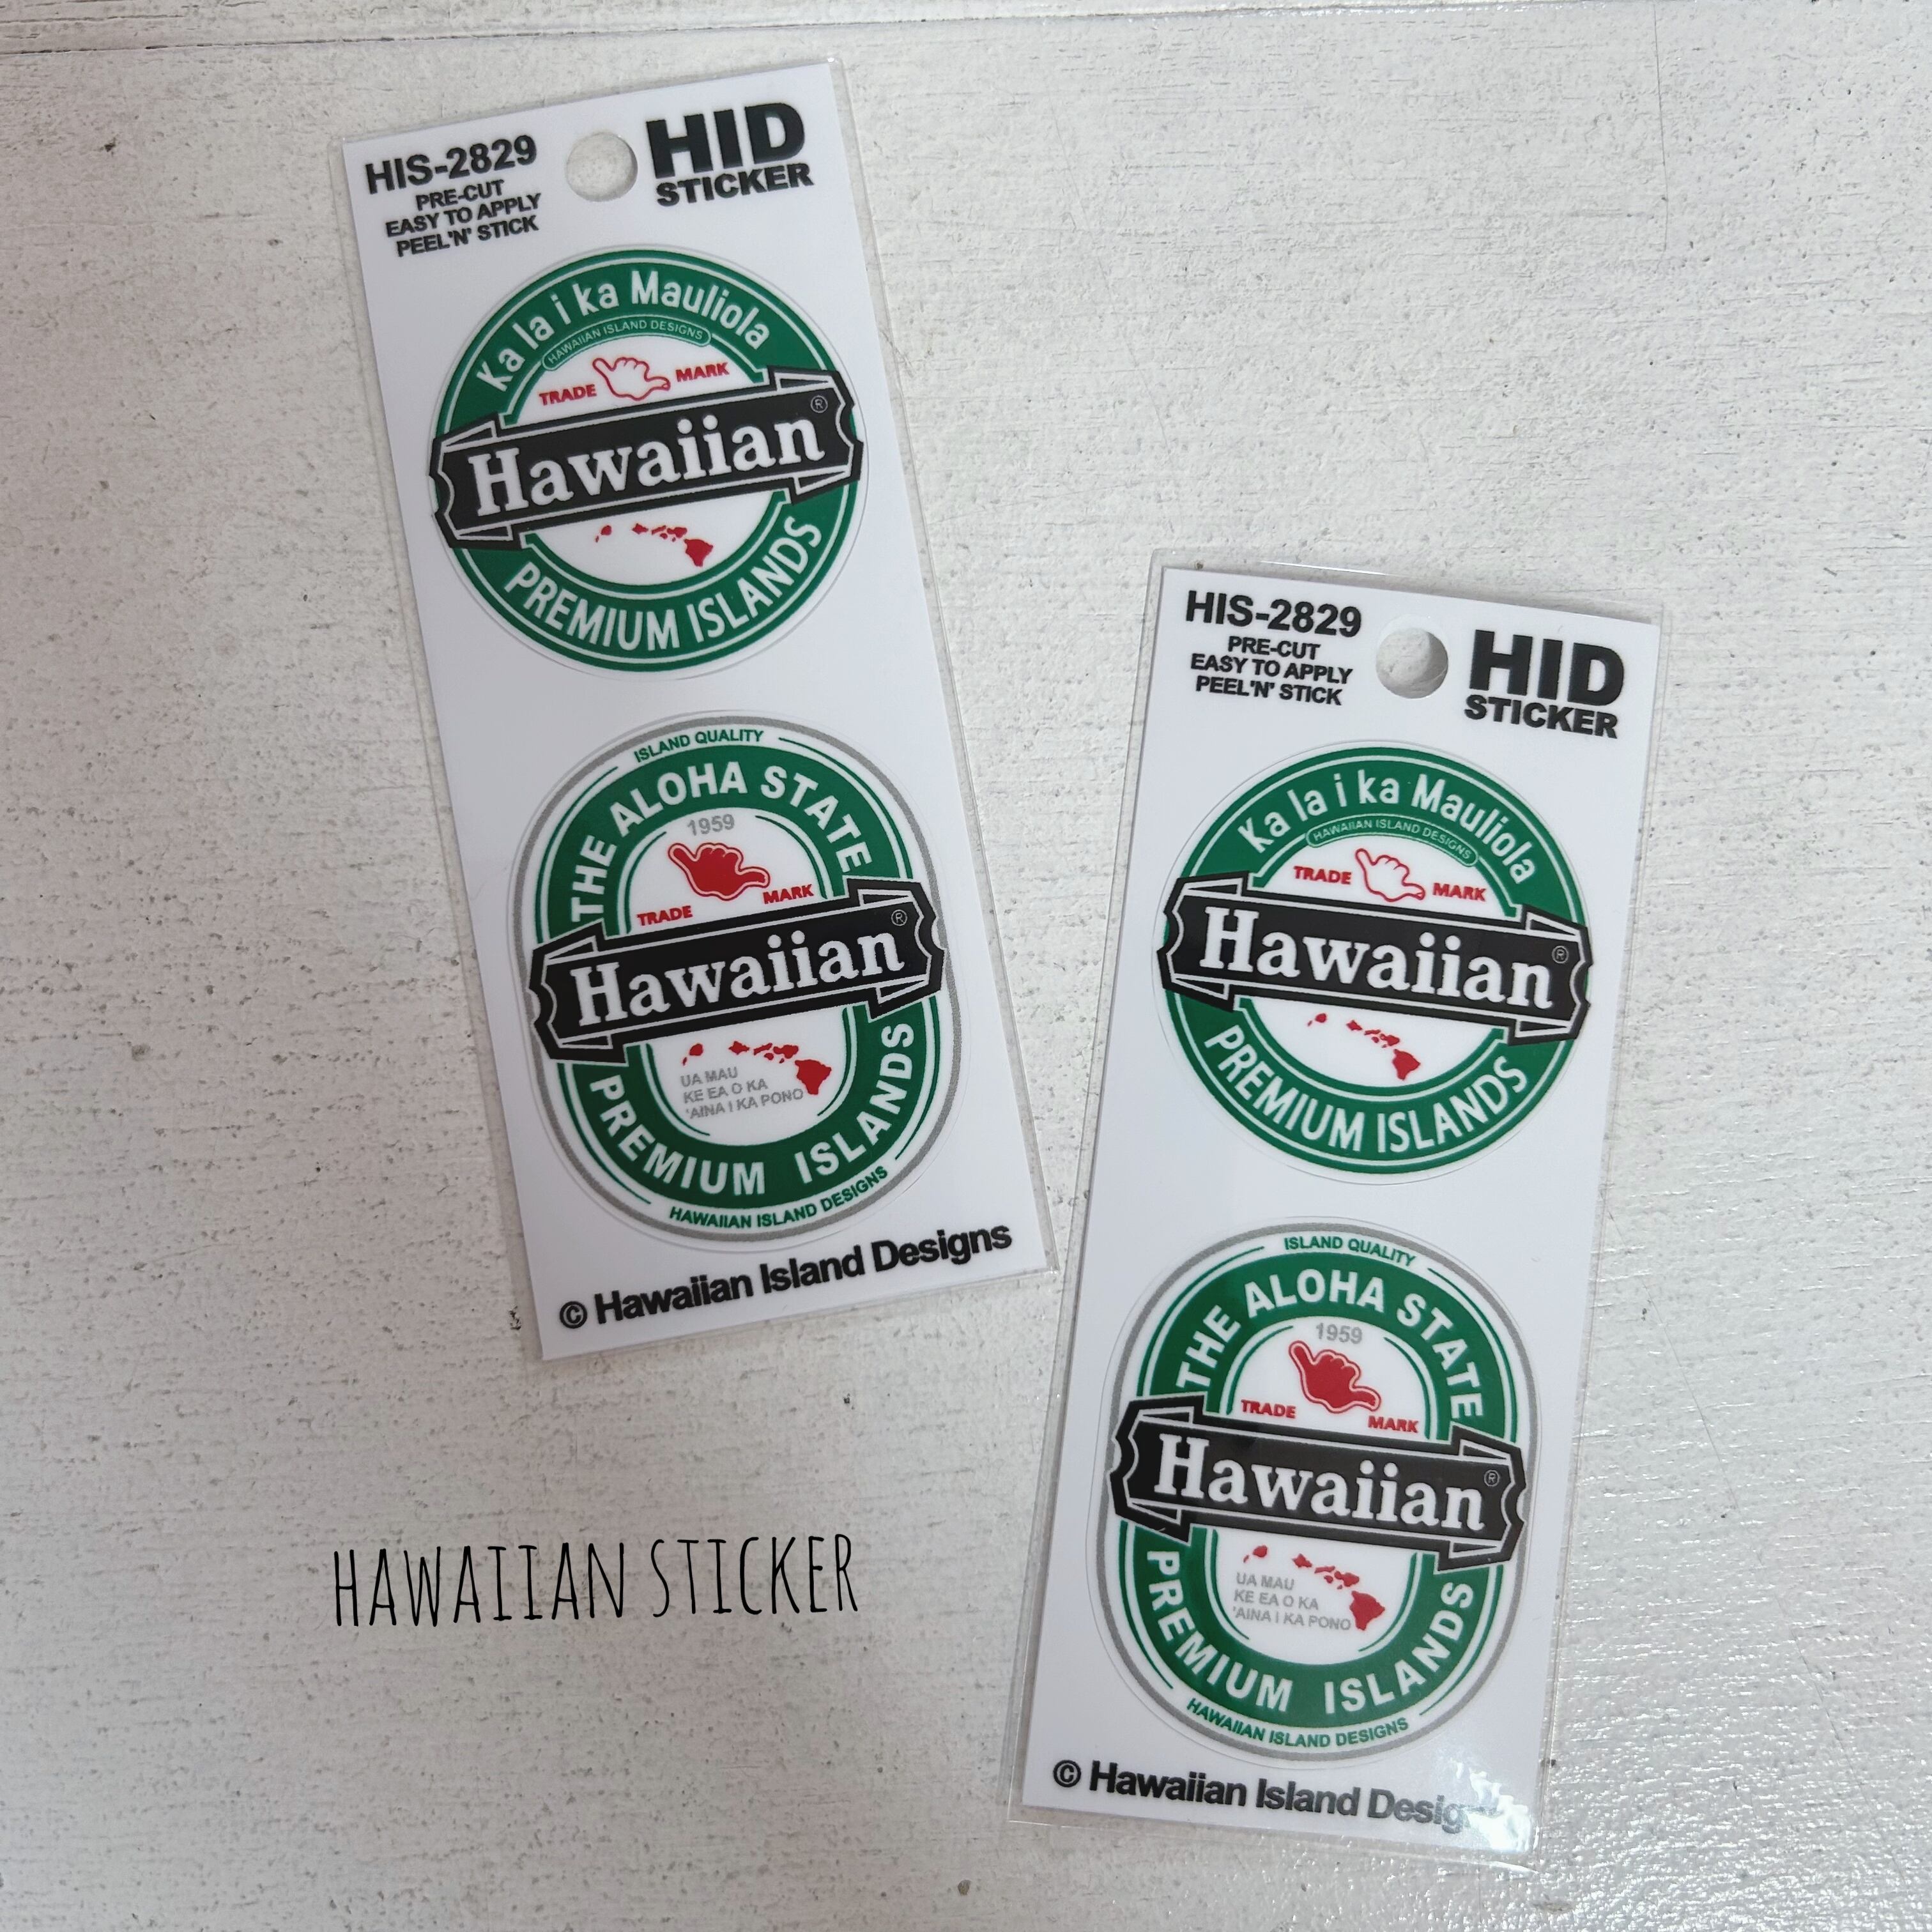 HIS-2829
PRE-CUT
EASY TO APPLY
PEEL'N' STICK
HID
STICKER
Ka la i ka Mauliola
HAWAIIAN ISLAND DESIGNS
TRADE MARK
Hawaiian ®
PREMIUM ISLANDS
ISLAND QUALITY
THE ALOHA STATE
1959
TRADE MARK
Hawaiian ®
UA MAU
KE EA O KA
'AINA I KA PONO
PREMIUM ISLANDS
HAWAIIAN ISLAND DESIGNS
© Hawaiian Island Designs
HIS-2829
PRE-CUT
EASY TO APPLY
PEEL'N' STICK
HID
STICKER
Ka la i ka Mauliola
HAWAIIAN ISLAND DESIGNS
TRADE MARK
Hawaiian ®
PREMIUM ISLANDS
ISLAND QUALITY
THE ALOHA STATE
1959
TRADE MARK
Hawaiian ®
UA MAU
KE EA O KA
'AINA I KA PONO
PREMIUM ISLANDS
HAWAIIAN ISLAND DESIGNS
© Hawaiian Island Designs
HAWAIIAN STICKER